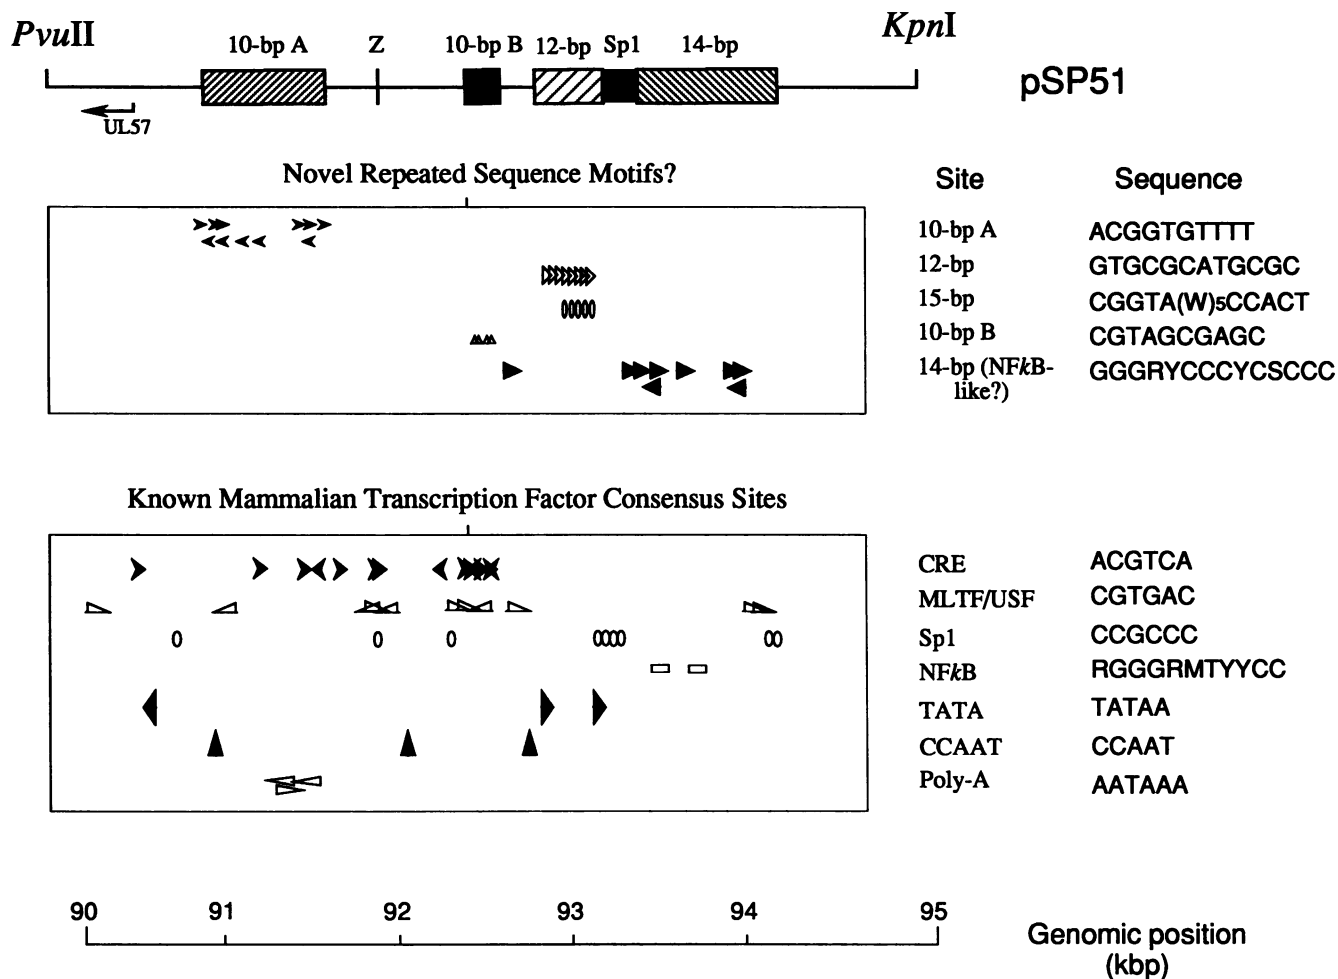 PvuII
KpnI
10-bp A
Z
10-bp B
12-bp
Sp1
14-bp
pSP51
UL57
Novel Repeated Sequence Motifs?
Site Sequence
10-bp A ACGGTGTTTT
12-bp GTGCGCATGCGC
15-bp CGGTA(W)5CCACT
10-bp B CGTAGCGAGC
14-bp (NFkB- GGGRYCCCYCSCCC
like?)
Known Mammalian Transcription Factor Consensus Sites
CRE ACGTCA
MLTF/USF CGTGAC
Sp1 CCGCCC
NFkB RGGGRMTYYCC
TATA TATAA
CCAAT CCAAT
Poly-A AATAAA
90 91 92 93 94 95
Genomic position
(kbp)